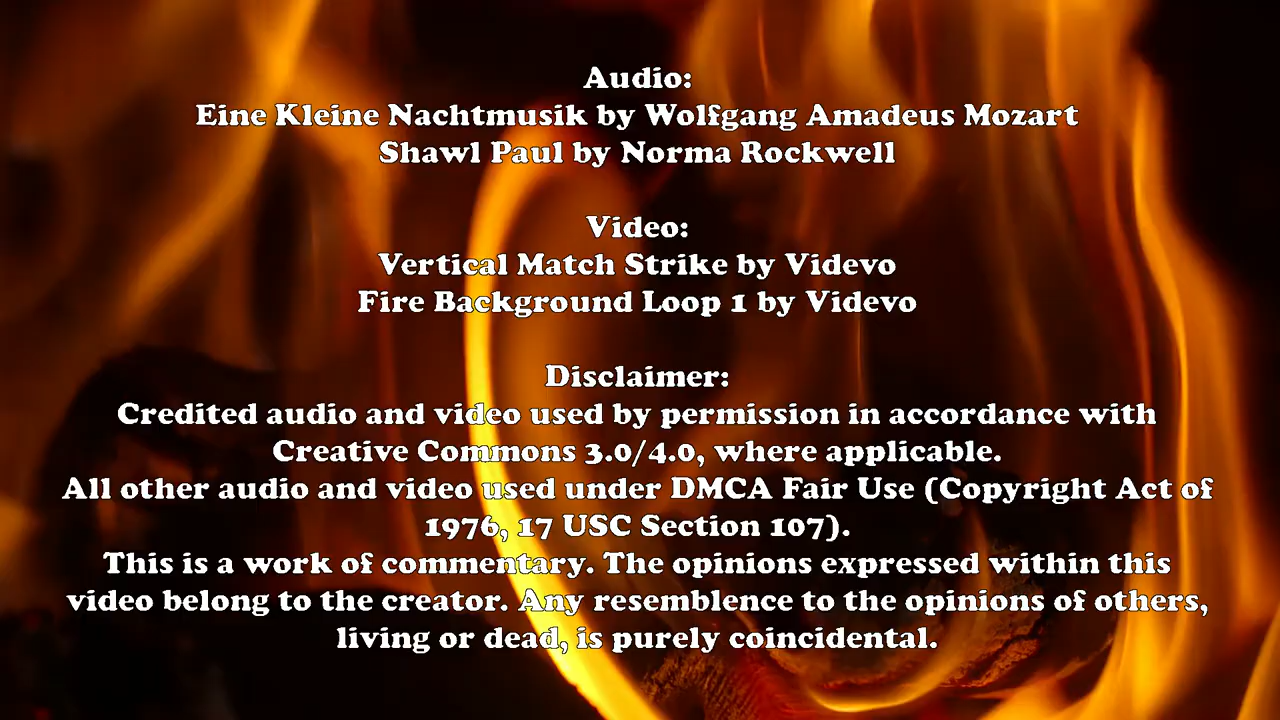 Audio:
Eine Kleine Nachtmusik by Wolfgang Amadeus Mozart
Shawl Paul by Norma Rockwell
Video:
Vertical Match Strike by Videvo
Fire Background Loop 1 by Videvo
Disclaimer:
Credited audio and video used by permission in accordance with
Creative Commons 3.0/4.0, where applicable.
All other audio and video used under DMCA Fair Use (Copyright Act of
1976, 17 USC Section 107).
This is a work of commentary. The opinions expressed within this
video belong to the creator. Any resemblence to the opinions of others,
living or dead, is purely coincidental.